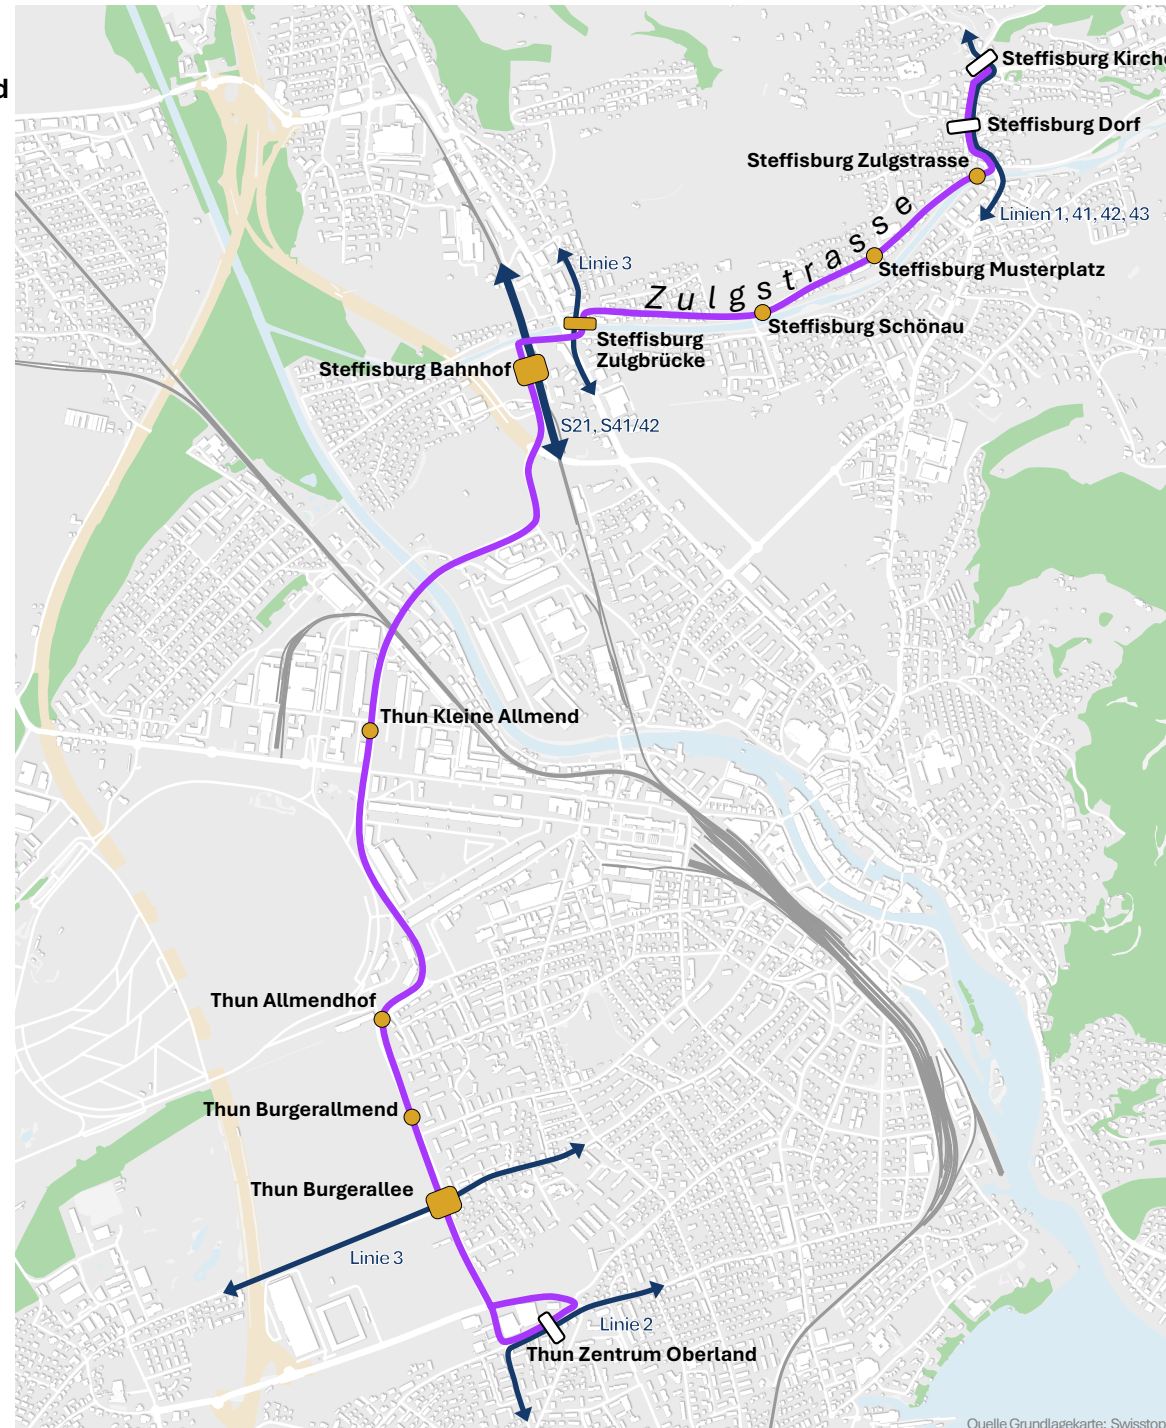 d
Steffisburg Kirche
Steffisburg Dorf
Steffisburg Zulgstrasse
Linien 1, 41, 42, 43
Zulgstrasse
Steffisburg Musterplatz
Linie 3
Steffisburg Schönau
Steffisburg
Zulgbrücke
Steffisburg Bahnhof
S21, S41/42
Thun Kleine Allmend
Thun Allmendhof
Thun Burgerallmend
Thun Burgerallee
Linie 3
Linie 2
Thun Zentrum Oberland
Quelle Grundlagekarte: Swisstop